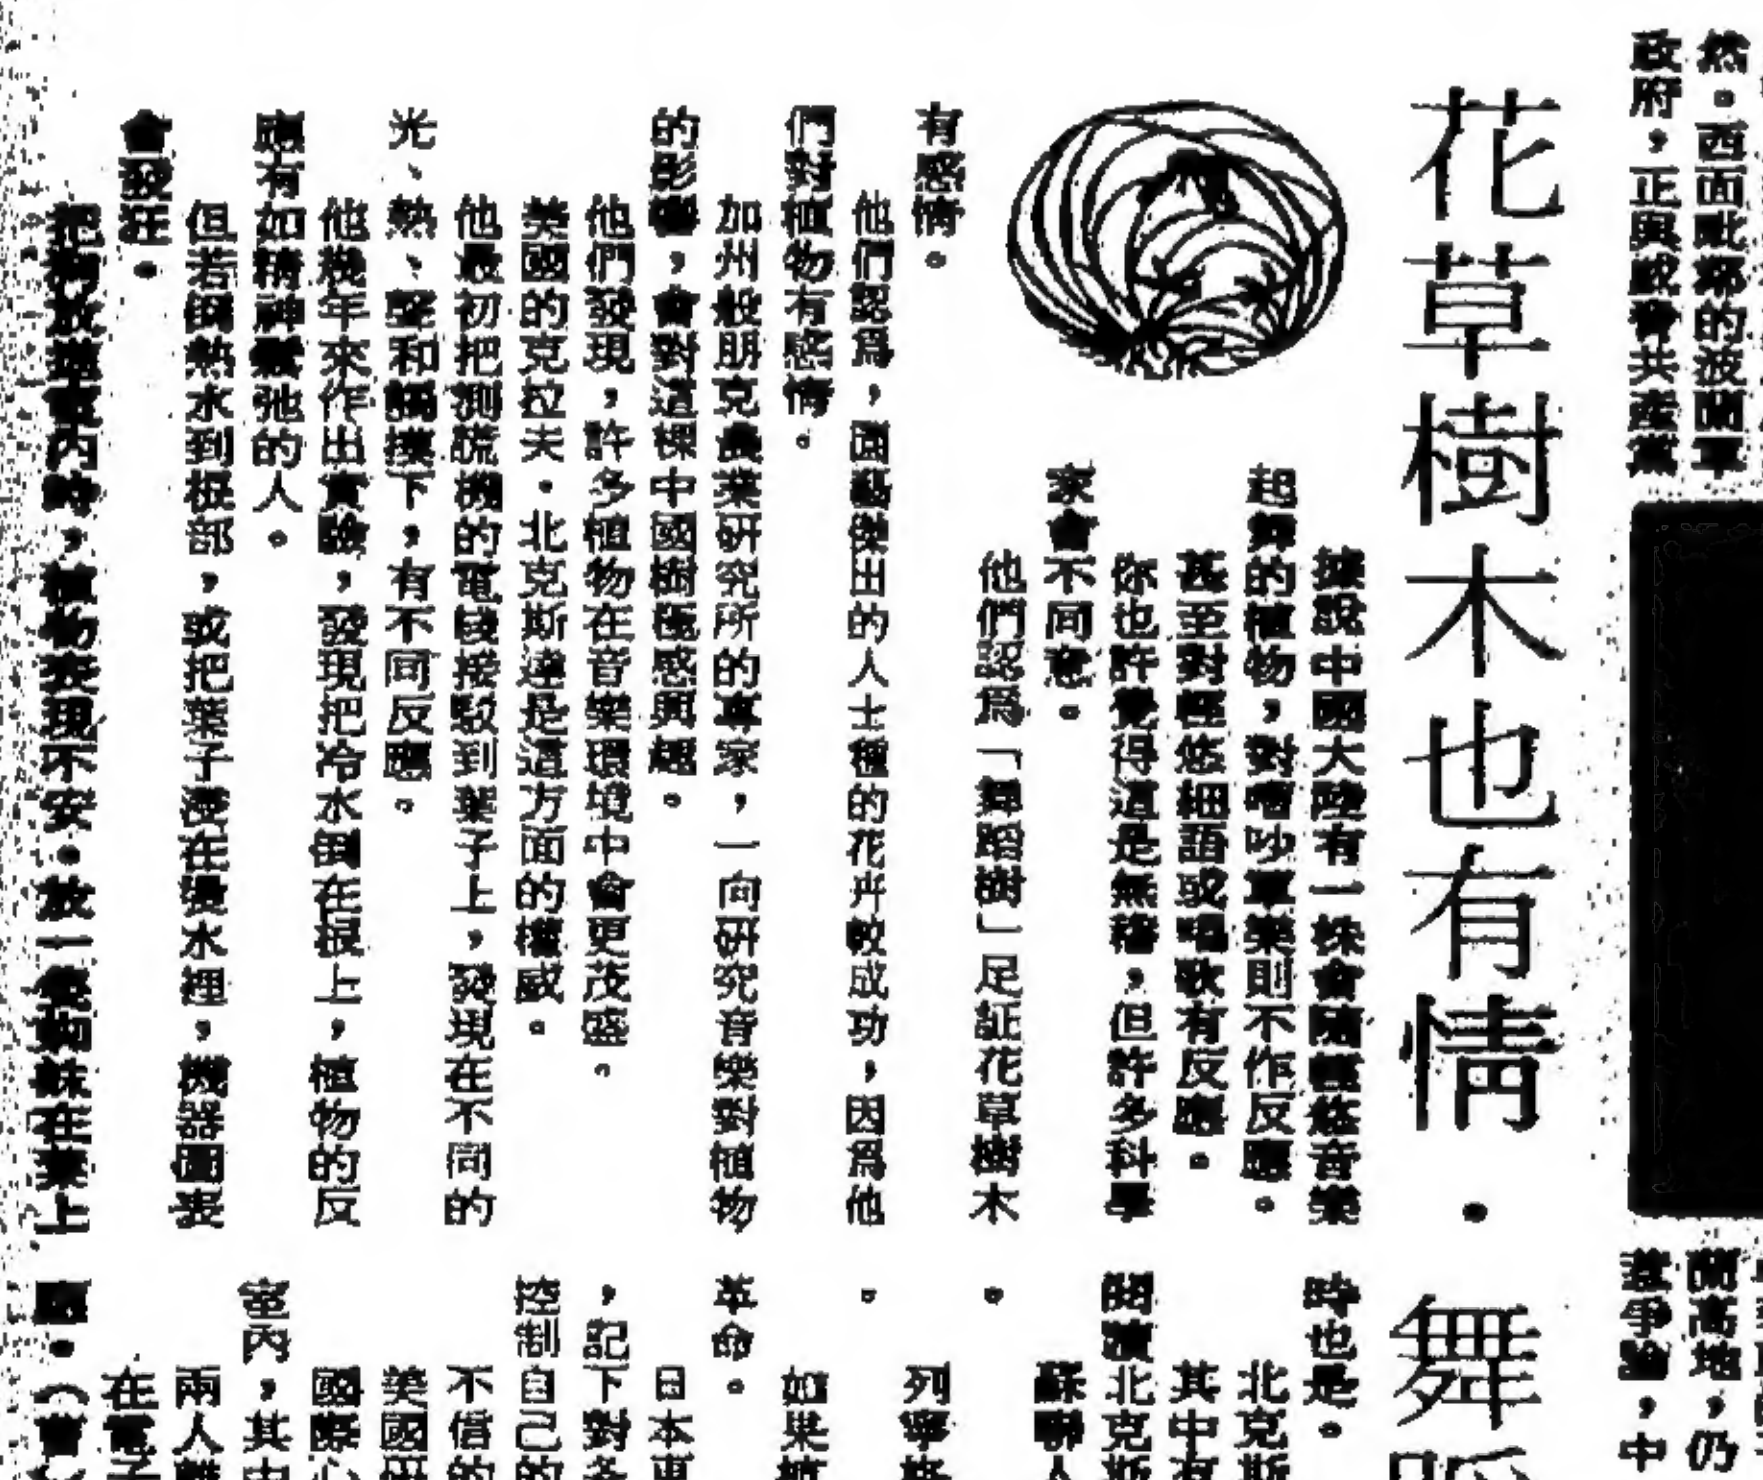 然。西面毗鄰的波蘭軍
政府，正與感脅共產黨
花草樹木也有情·舞蹈
據說中國大陸有一株會隨輕悠音樂
起舞的植物，對嘈吵軍樂則不作反應。
甚至對輕悠細語或唱歌有反應。
你也許覺得這是無稽，但許多科學
家會不同意。
他們認爲「舞蹈樹」足証花草樹木
有感情。
他們認爲，園藝傑出的人士種的花卉較成功，因爲他
們對植物有感情。
加州般朋克農業研究所的專家，一向研究音樂對植物
的影響，會對這棵中國樹極感興趣。
他們發現，許多植物在音樂環境中會更茂盛。
美國的克拉夫·北克斯達是這方面的權威。
他最初把測謊機的電綫接駁到葉子上，發現在不同的
光、熱、聲和觸摸下，有不同反應。
他幾年來作出實驗，發現把冷水倒在根上，植物的反
應有如精神鬆弛的人。
但若倒熱水到根部，或把葉子浸在燙水裡，機器圖表
會發狂。
把狗放進室內時，植物表現不安。放一隻蜘蛛在葉上
蘭高地，仍
爭論，中
時也是。
北克斯
其中有
閱讀北克斯
蘇聯人
。
列寧格
。
如果植
革命。
日本東
，記下對各
控制自己的
不信的
美國研
國際心
室內，其中
兩人離
在電子
應。（曹